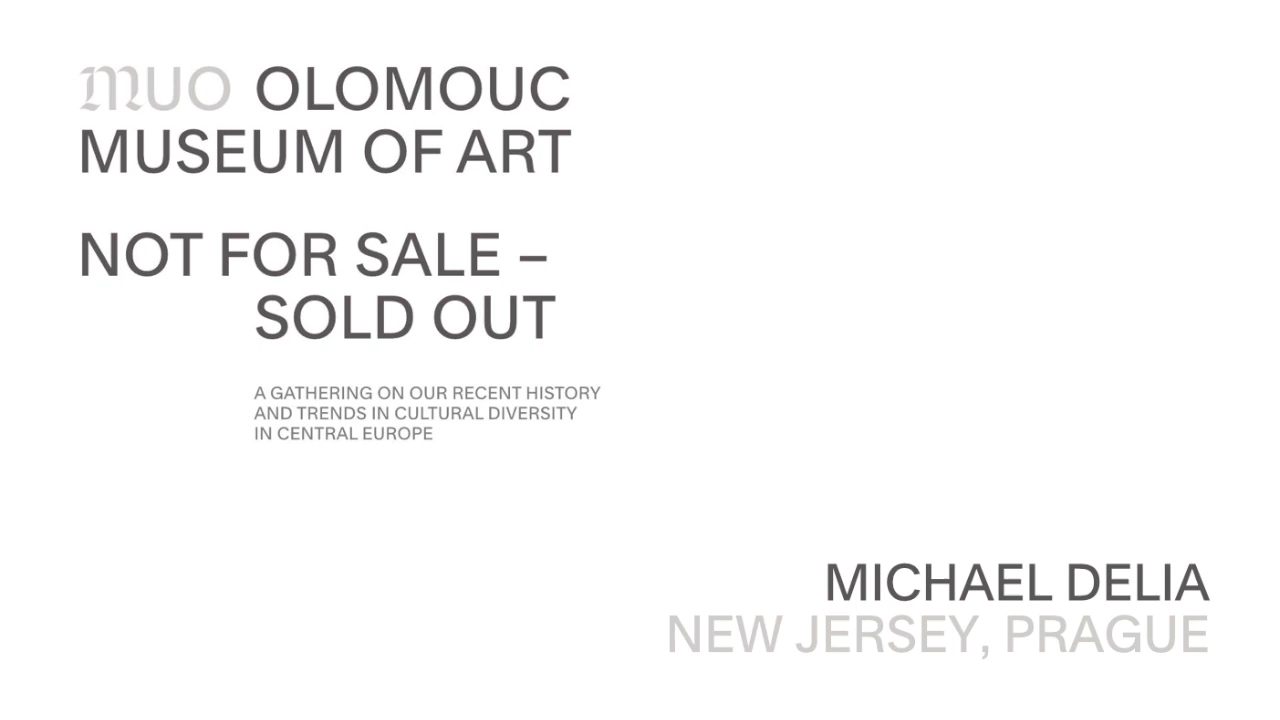 MUO OLOMOUC
MUSEUM OF ART
NOT FOR SALE –
SOLD OUT
A GATHERING ON OUR RECENT HISTORY
AND TRENDS IN CULTURAL DIVERSITY
IN CENTRAL EUROPE
MICHAEL DELIA
NEW JERSEY, PRAGUE